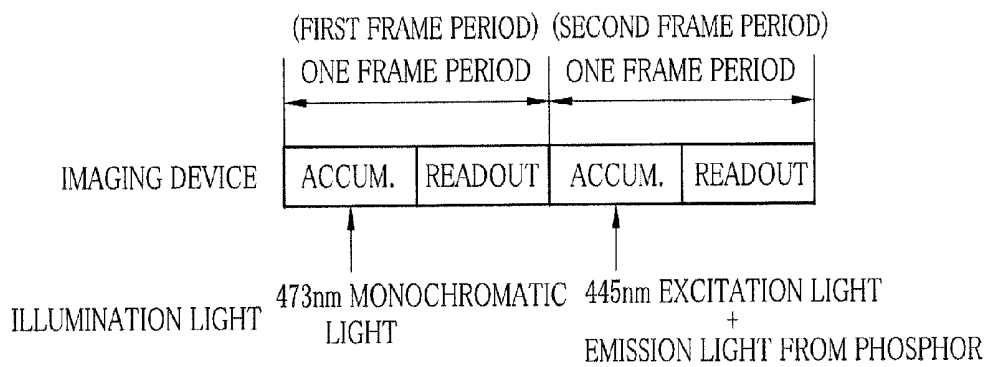 (FIRST FRAME PERIOD) (SECOND FRAME PERIOD)
ONE FRAME PERIOD ONE FRAME PERIOD
IMAGING DEVICE ACCUM. READOUT ACCUM. READOUT
ILLUMINATION LIGHT
473nm MONOCHROMATIC
LIGHT
445nm EXCITATION LIGHT
+
EMISSION LIGHT FROM PHOSPHOR